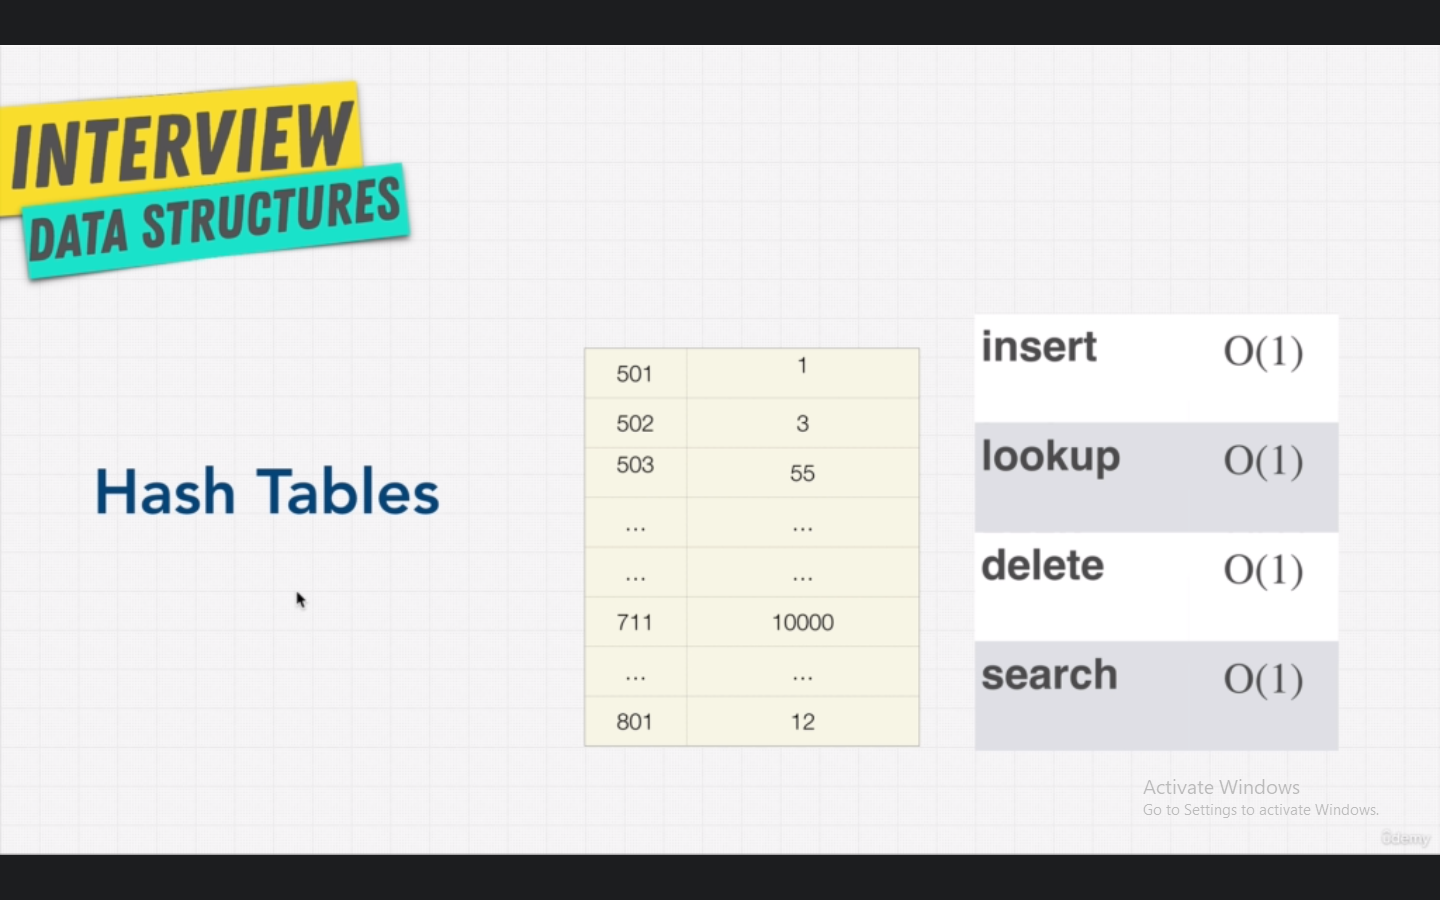 INTERVIEW
DATA STRUCTURES
Hash Tables
501 1
502 3
503 55
... ...
... ...
711 10000
... ...
801 12
insert O(1)
lookup O(1)
delete O(1)
search O(1)
Activate Windows
Go to Settings to activate Windows.
ûdemy